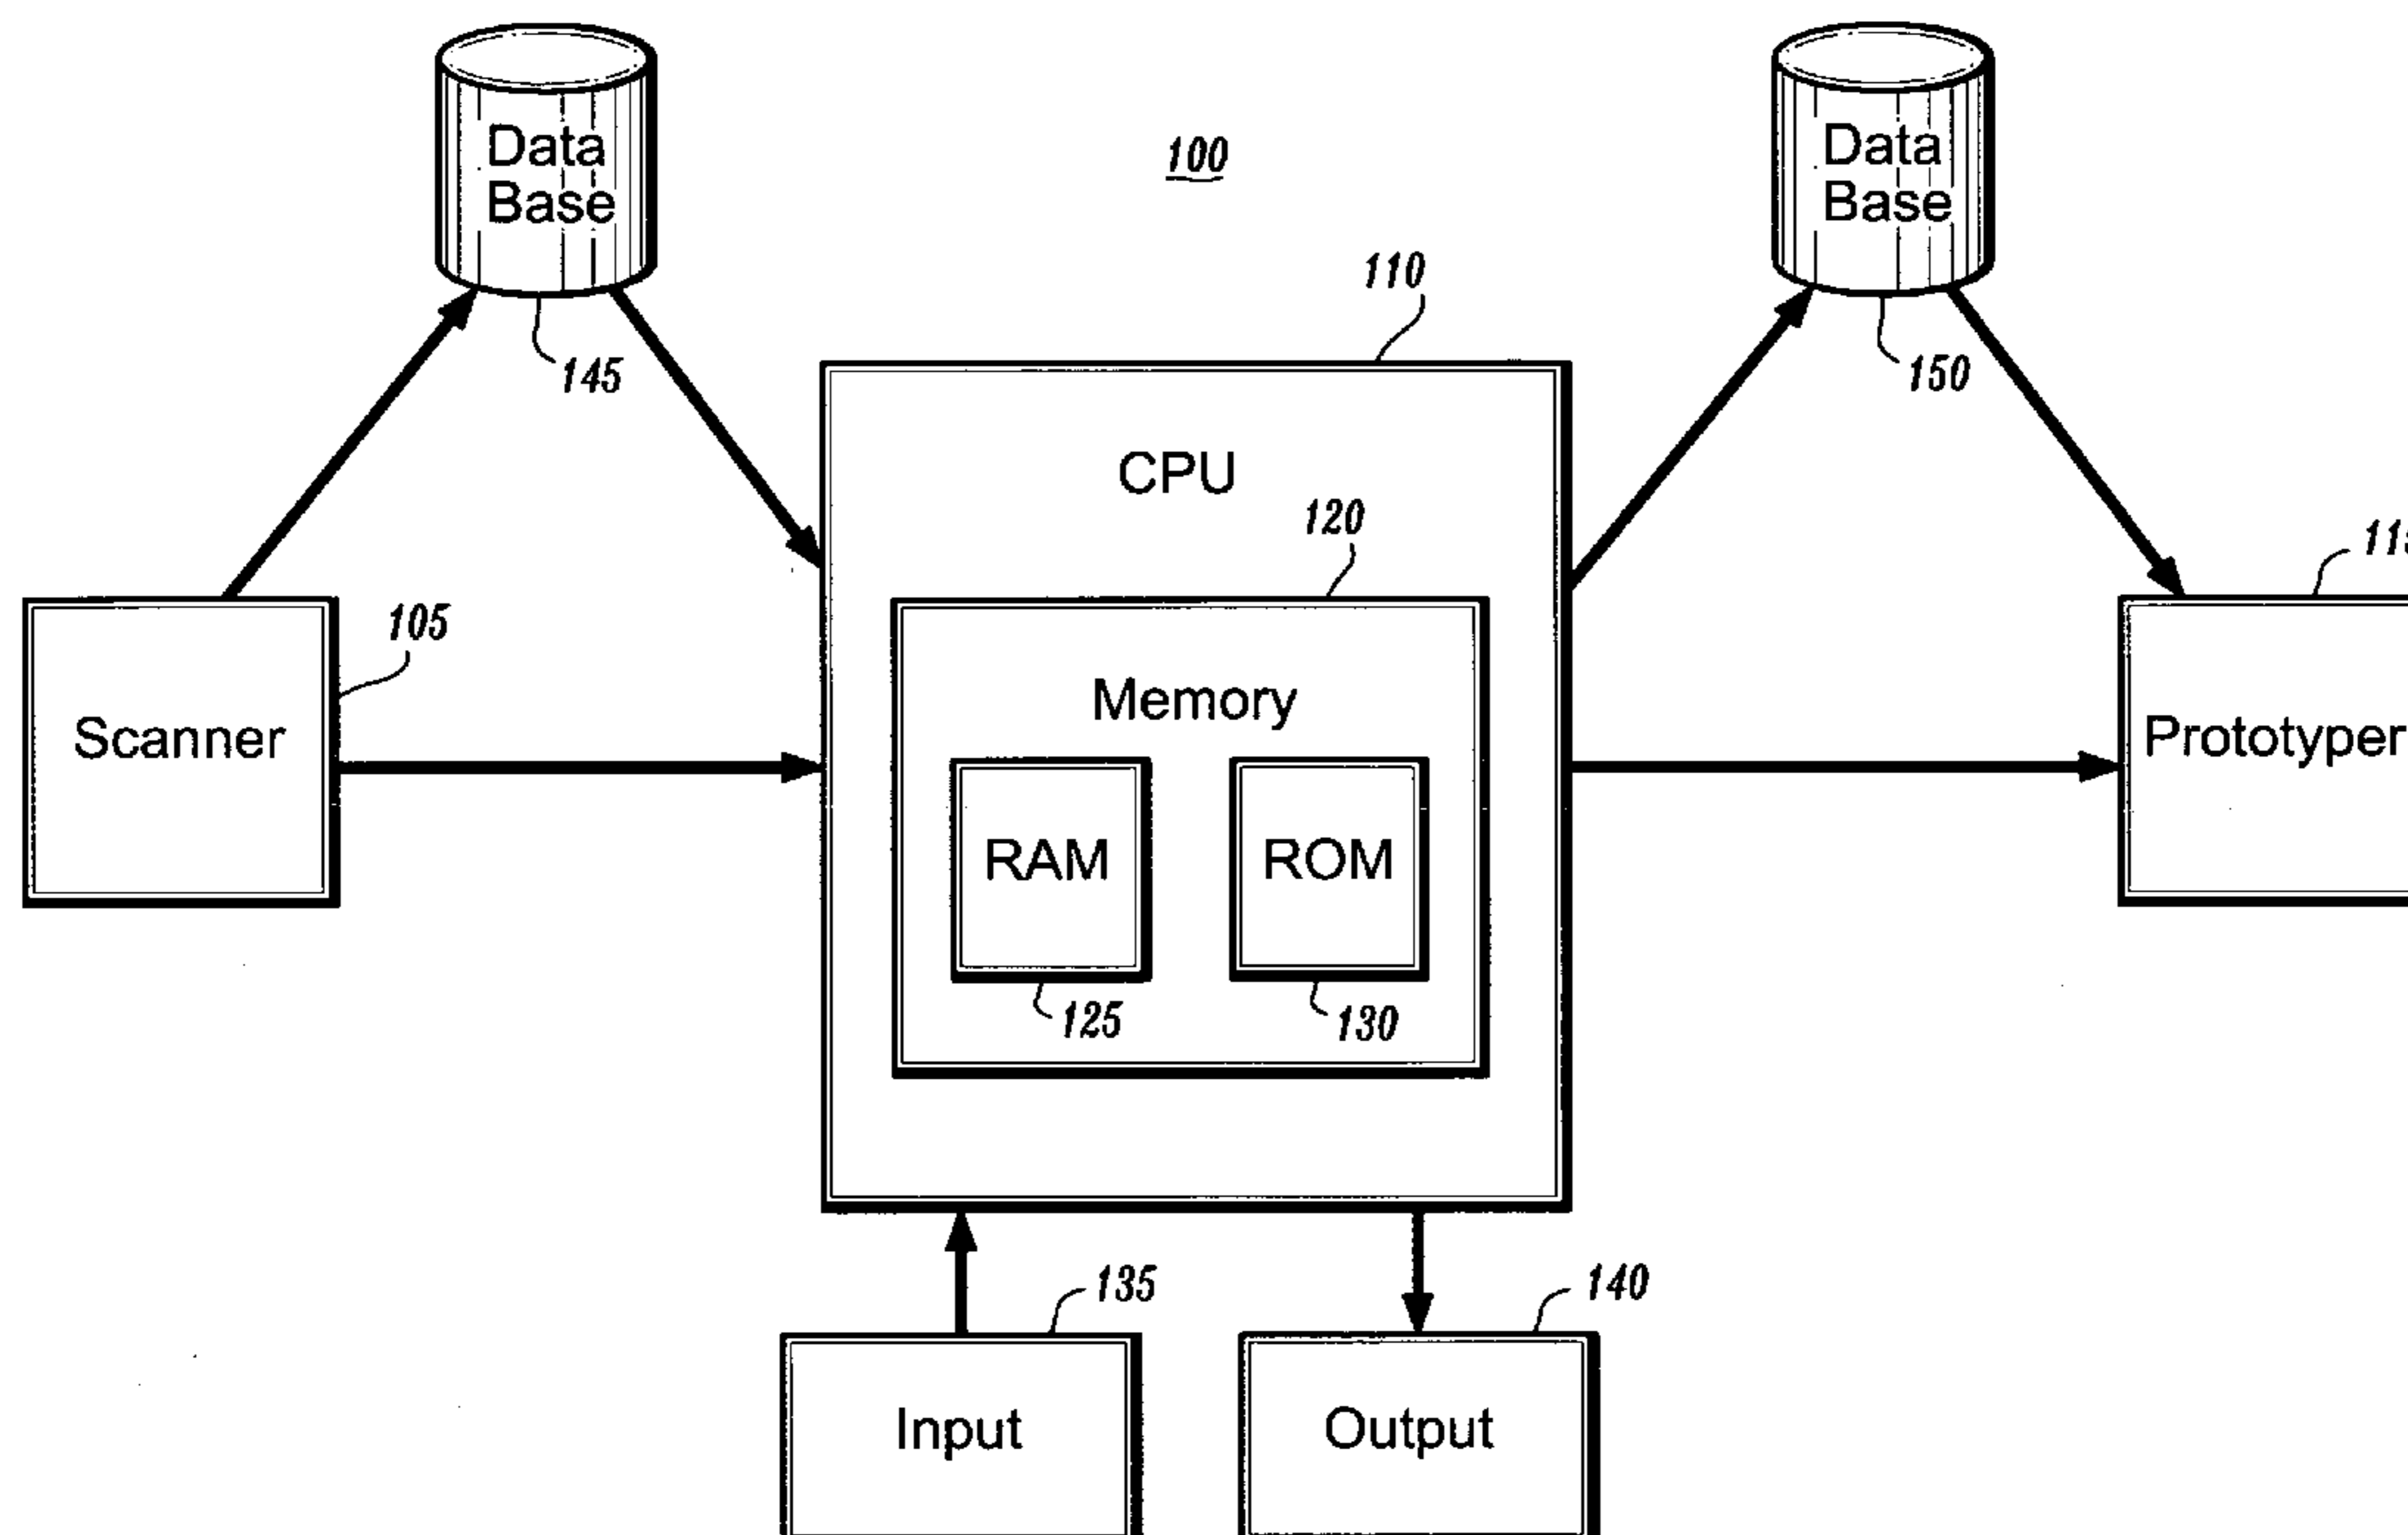 Data
Base
Data
Base
100
110
145
150
CPU
120
105
Memory
Scanner
Prototyper
RAM
ROM
125
130
135
140
Input
Output